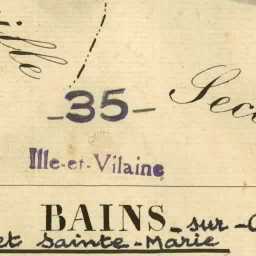 ille
-35-
Sec
Ille-et-Vilaine
BAINS-sur-O
et Sainte-Marie